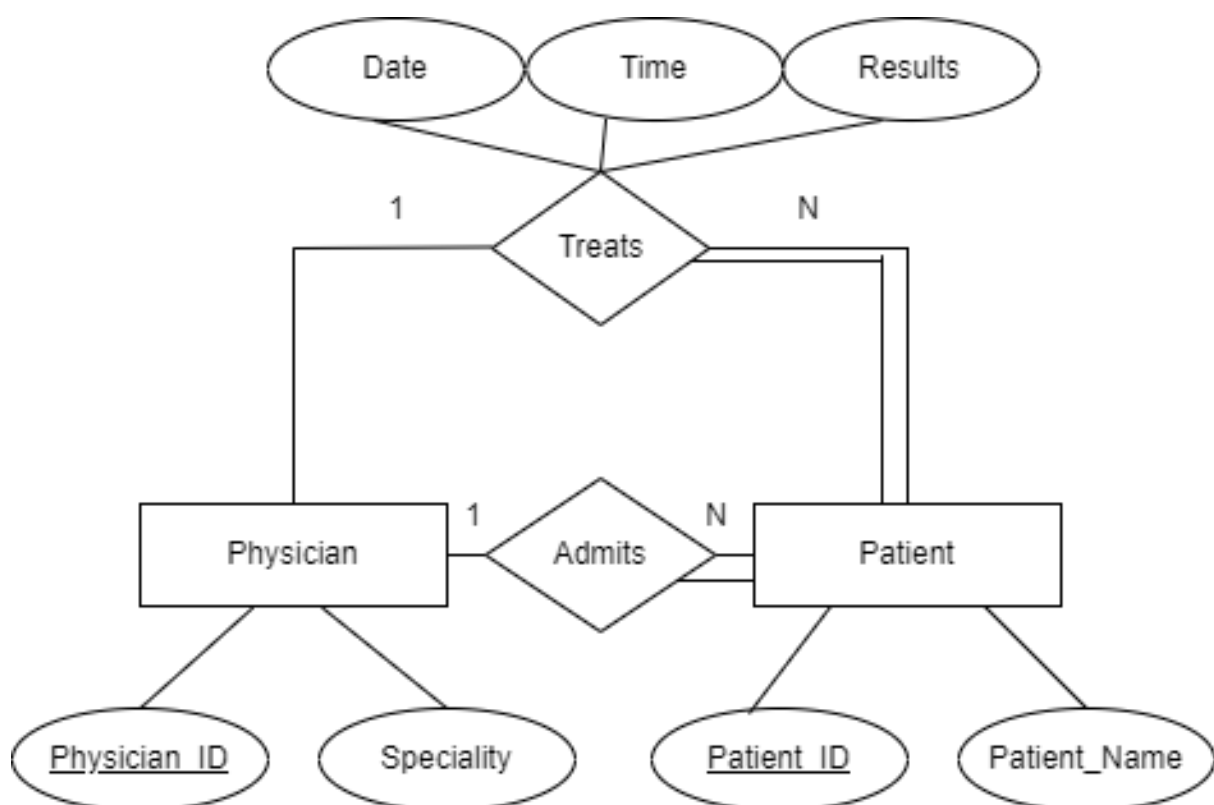 Date Time Results
1 N
Treats
1 N
Physician Admits Patient
Physician_ID Speciality Patient_ID Patient_Name